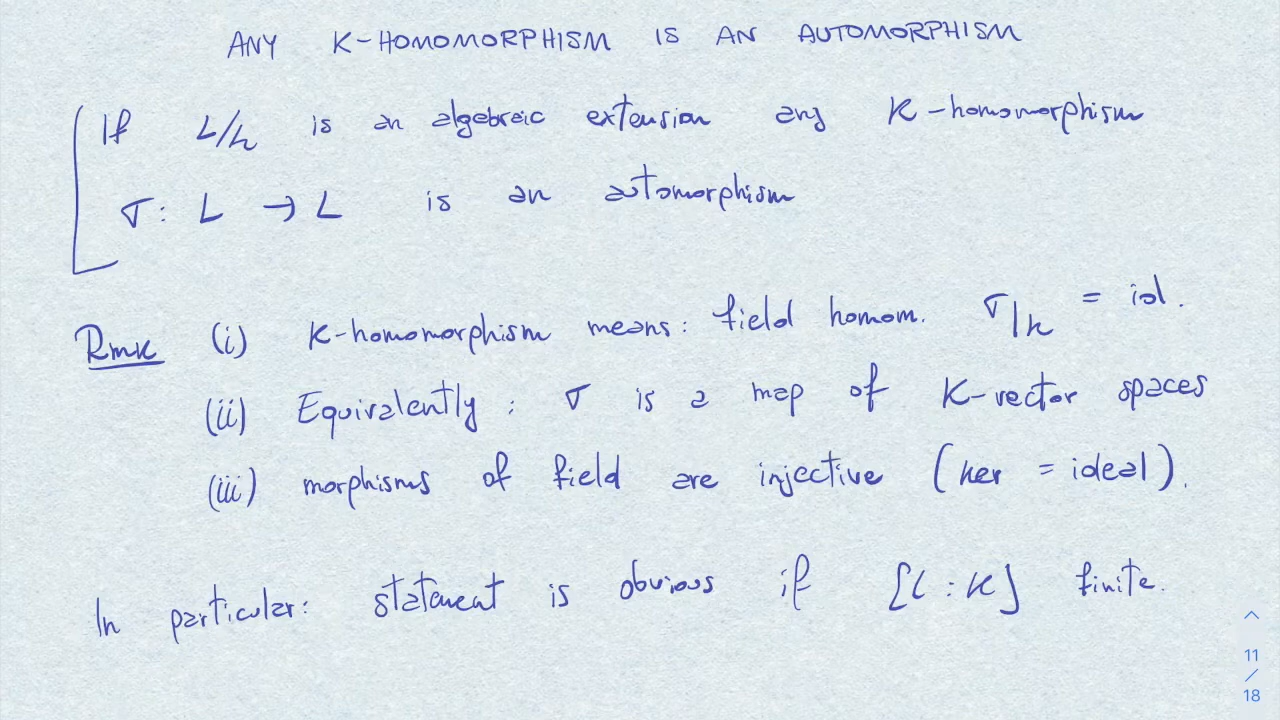 ANY K-HOMOMORPHISM IS AN AUTOMORPHISM
If L/k is an algebraic extension any K-homomorphism
σ: L → L is an automorphism
Rmk (i) K-homomorphism means: field homom. σ|k = id.
(ii) Equivalently: σ is a map of K-vector spaces
(iii) morphisms of field are injective (ker = ideal).
In particular: statement is obvious if [L:K] finite.
11
/
18